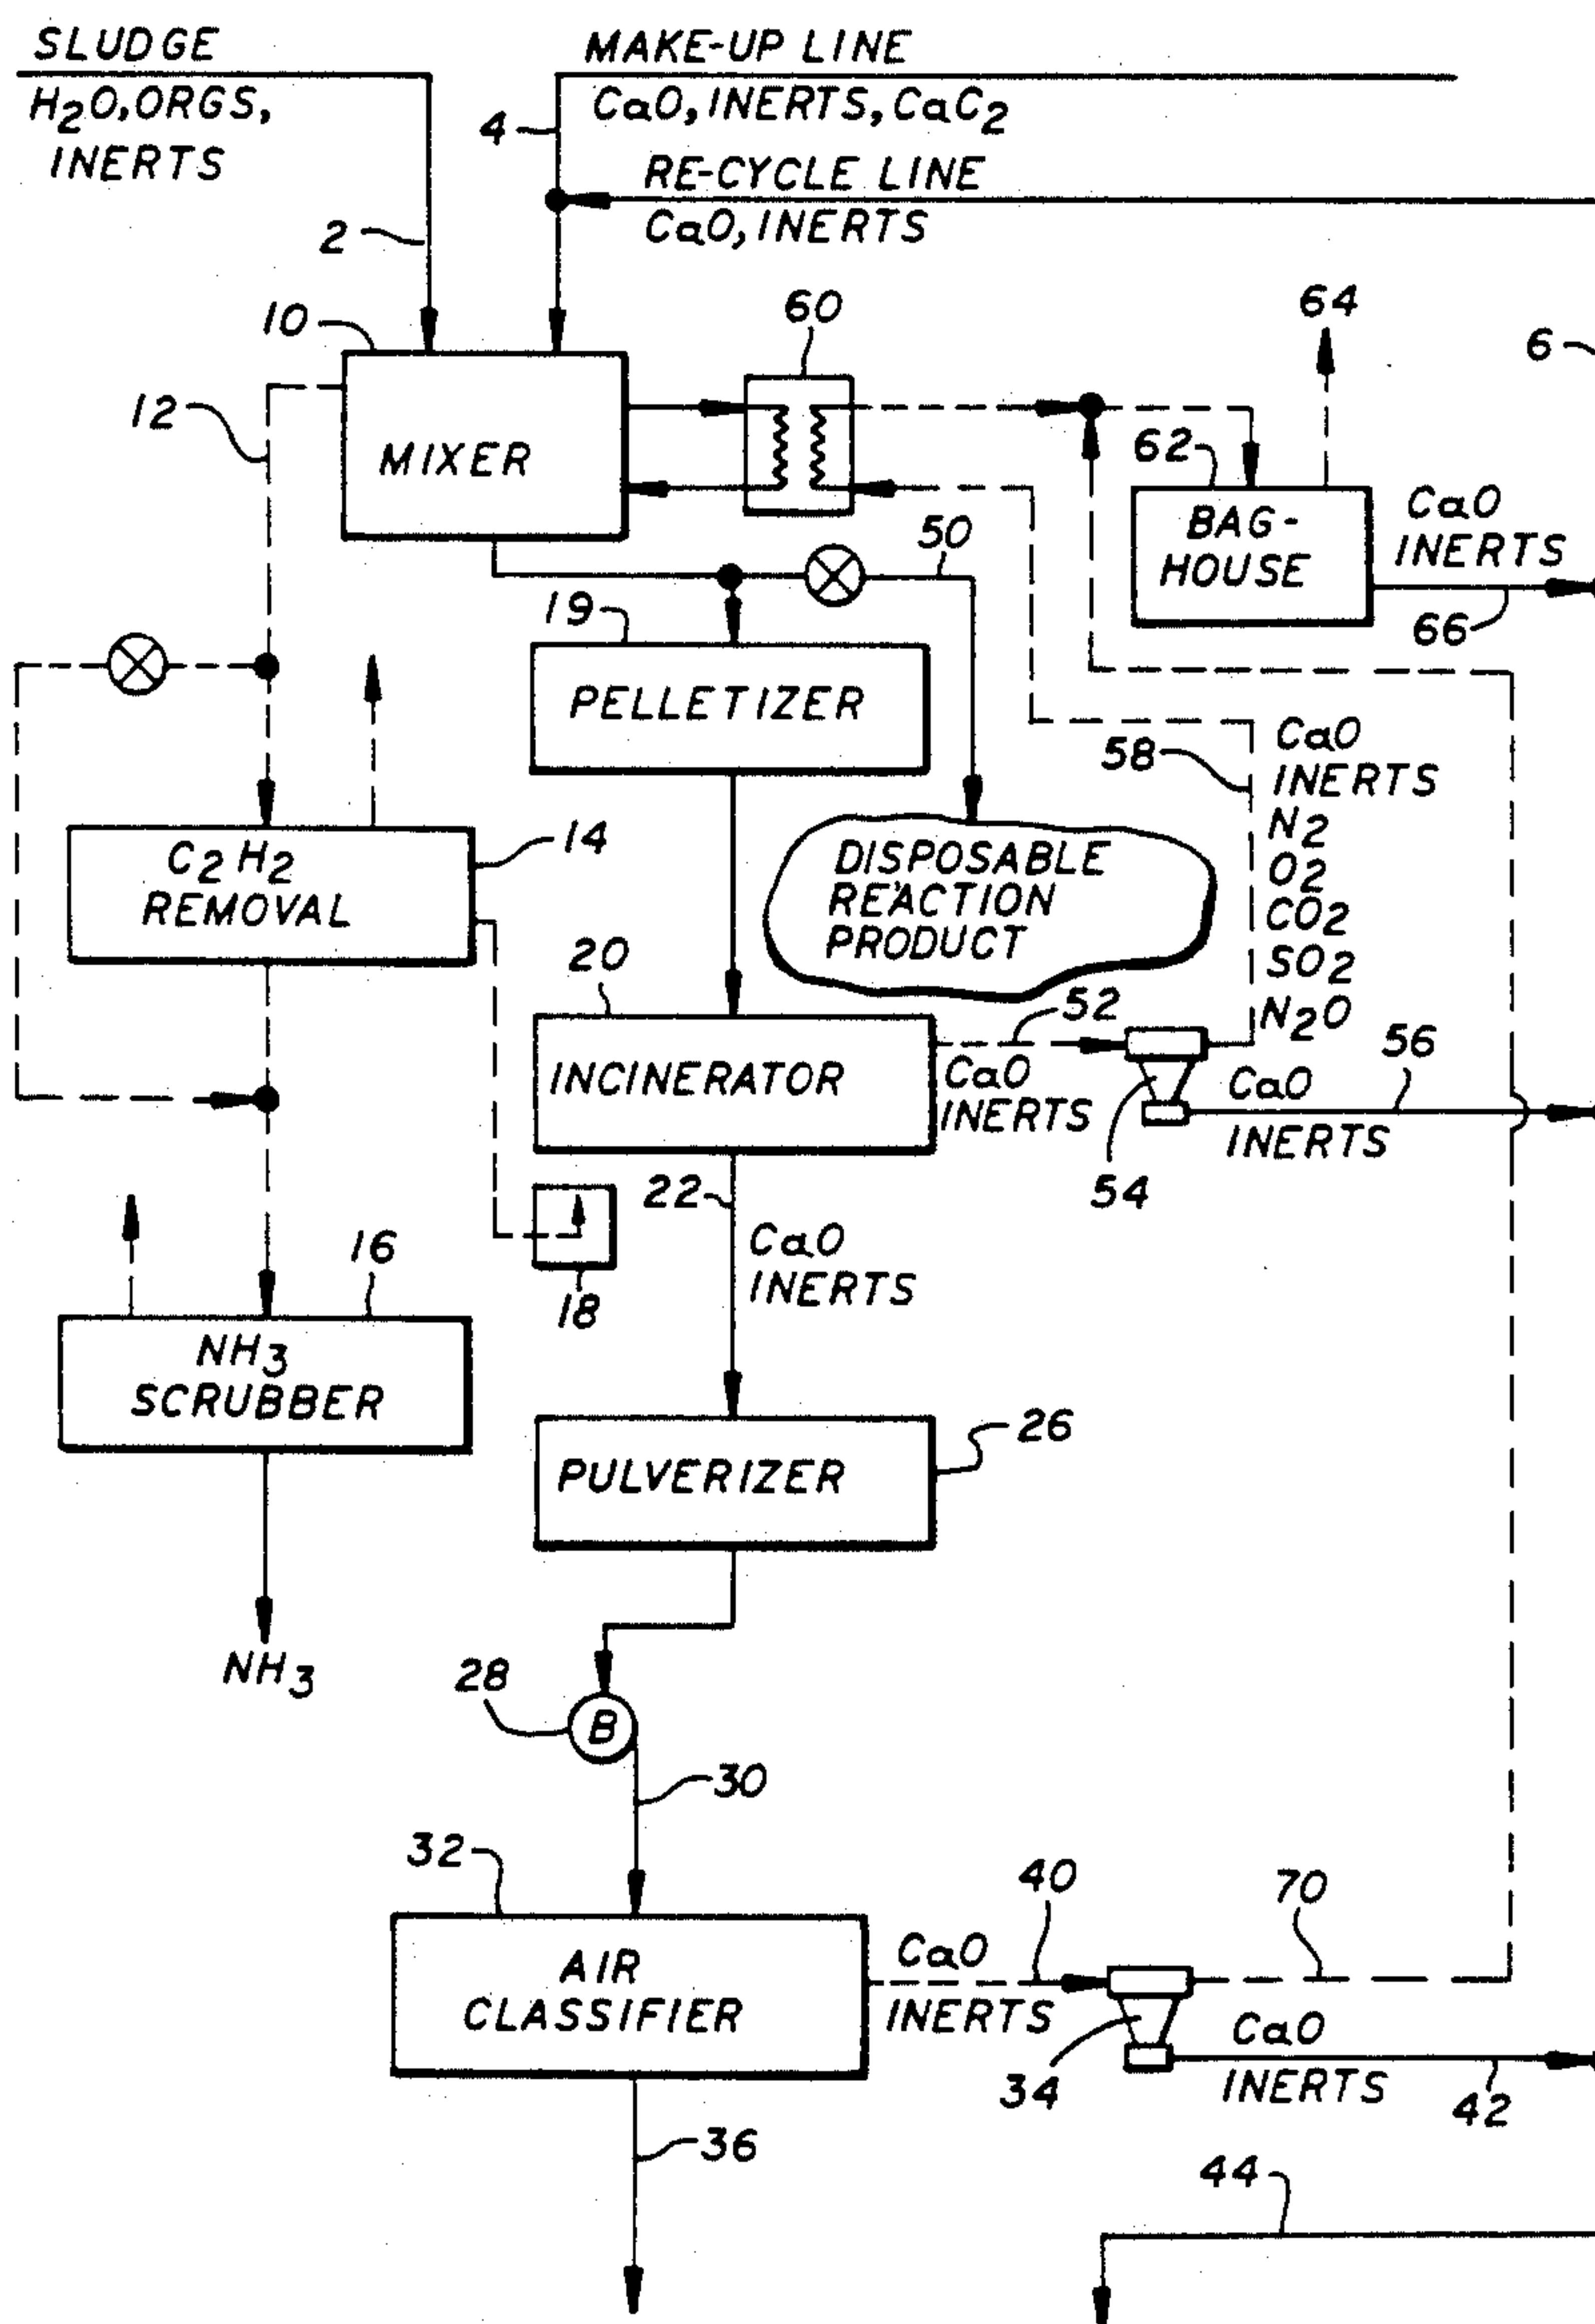 SLUDGE
H2O,ORGS,
INERTS
MAKE-UP LINE
CaO, INERTS, CaC2
4
RE-CYCLE LINE
CaO, INERTS
2
10
60
64
6
12
MIXER
62
BAG-
HOUSE
CaO
INERTS
50
66
19
PELLETIZER
58
CaO
INERTS
N2
O2
CO2
SO2
N2O
C2H2
REMOVAL
14
DISPOSABLE
REACTION
PRODUCT
20
52
56
INCINERATOR
CaO
INERTS
CaO
INERTS
54
22
CaO
INERTS
16
18
NH3
SCRUBBER
26
PULVERIZER
NH3
28
B
30
32
40
70
AIR
CLASSIFIER
CaO
INERTS
CaO
INERTS
34
42
36
44